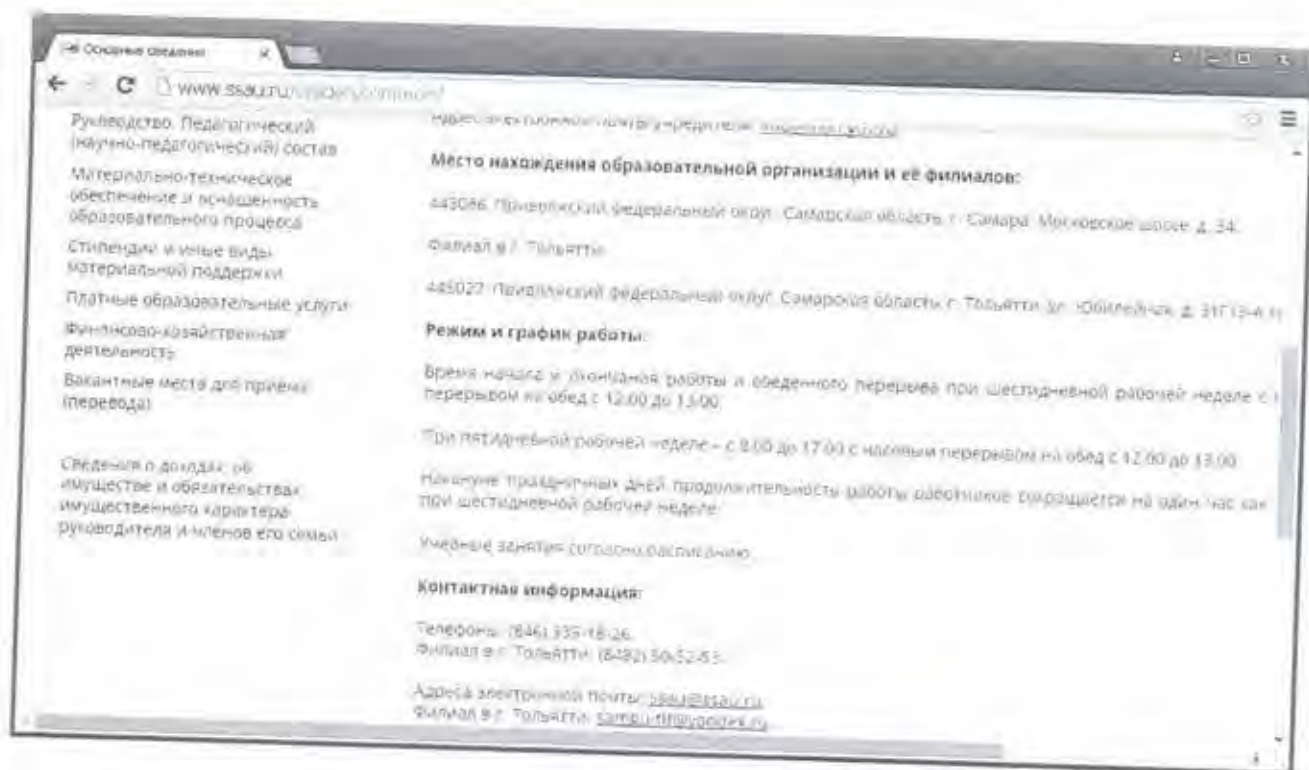 Основные сведения
www.ssau.ru
Руководство. Педагогический
(научно-педагогический) состав
Материально-техническое
обеспечение и оснащенность
образовательного процесса
Стипендии и иные виды
материальной поддержки
Платные образовательные услуги
Финансово-хозяйственная
деятельность
Вакантные места для приёма
(перевода)
Сведения о доходах, об
имуществе и обязательствах
имущественного характера
руководителя и членов его семьи
Адрес электронной почты учредителя:
Место нахождения образовательной организации и её филиалов:
443086, Приволжский федеральный округ, Самарская область, г. Самара, Московское шоссе, д. 34.
Филиал в г. Тольятти:
445027, Приволжский федеральный округ, Самарская область, г. Тольятти, ул. Юбилейная, д. 31Г
Режим и график работы:
Время начала и окончания работы и обеденного перерыва при шестидневной рабочей неделе с
перерывом на обед с 12.00 до 13.00.
При пятидневной рабочей неделе – с 8.00 до 17.00 с часовым перерывом на обед с 12.00 до 13.00.
Накануне праздничных дней продолжительность работы работников сокращается на один час как
при шестидневной рабочей неделе.
Учебные занятия согласно расписанию.
Контактная информация:
Телефоны: (846) 335-18-26.
Филиал в г. Тольятти: (8482) 50-52-53.
Адреса электронной почты: ssau@ssau.ru
Филиал в г. Тольятти: